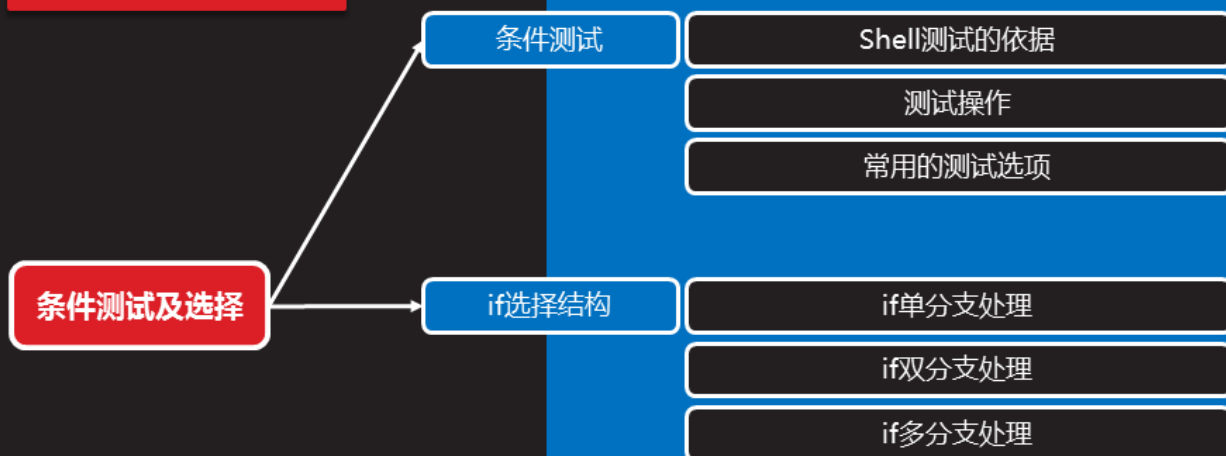 条件测试及选择
条件测试
Shell测试的依据
测试操作
常用的测试选项
if选择结构
if单分支处理
if双分支处理
if多分支处理